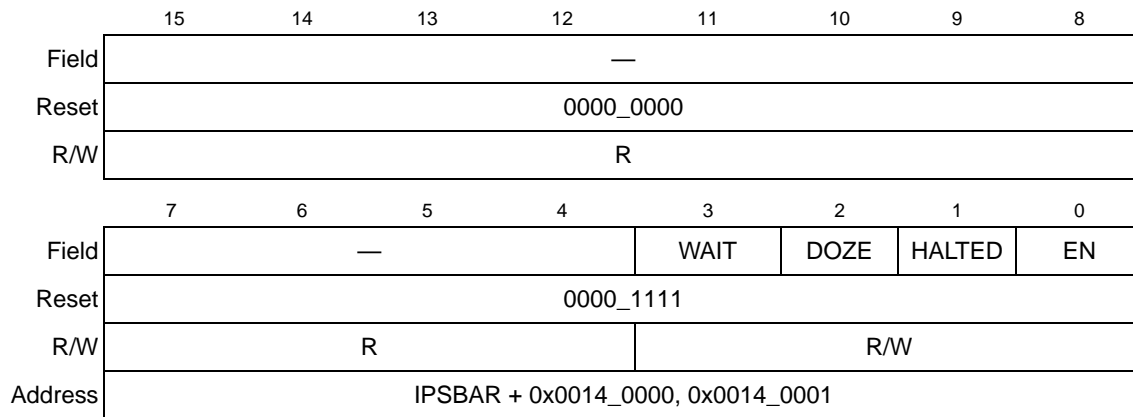 15 14 13 12 11 10 9 8
Field —
Reset 0000_0000
R/W R
7 6 5 4 3 2 1 0
Field — WAIT DOZE HALTED EN
Reset 0000_1111
R/W R R/W
Address IPSBAR + 0x0014_0000, 0x0014_0001